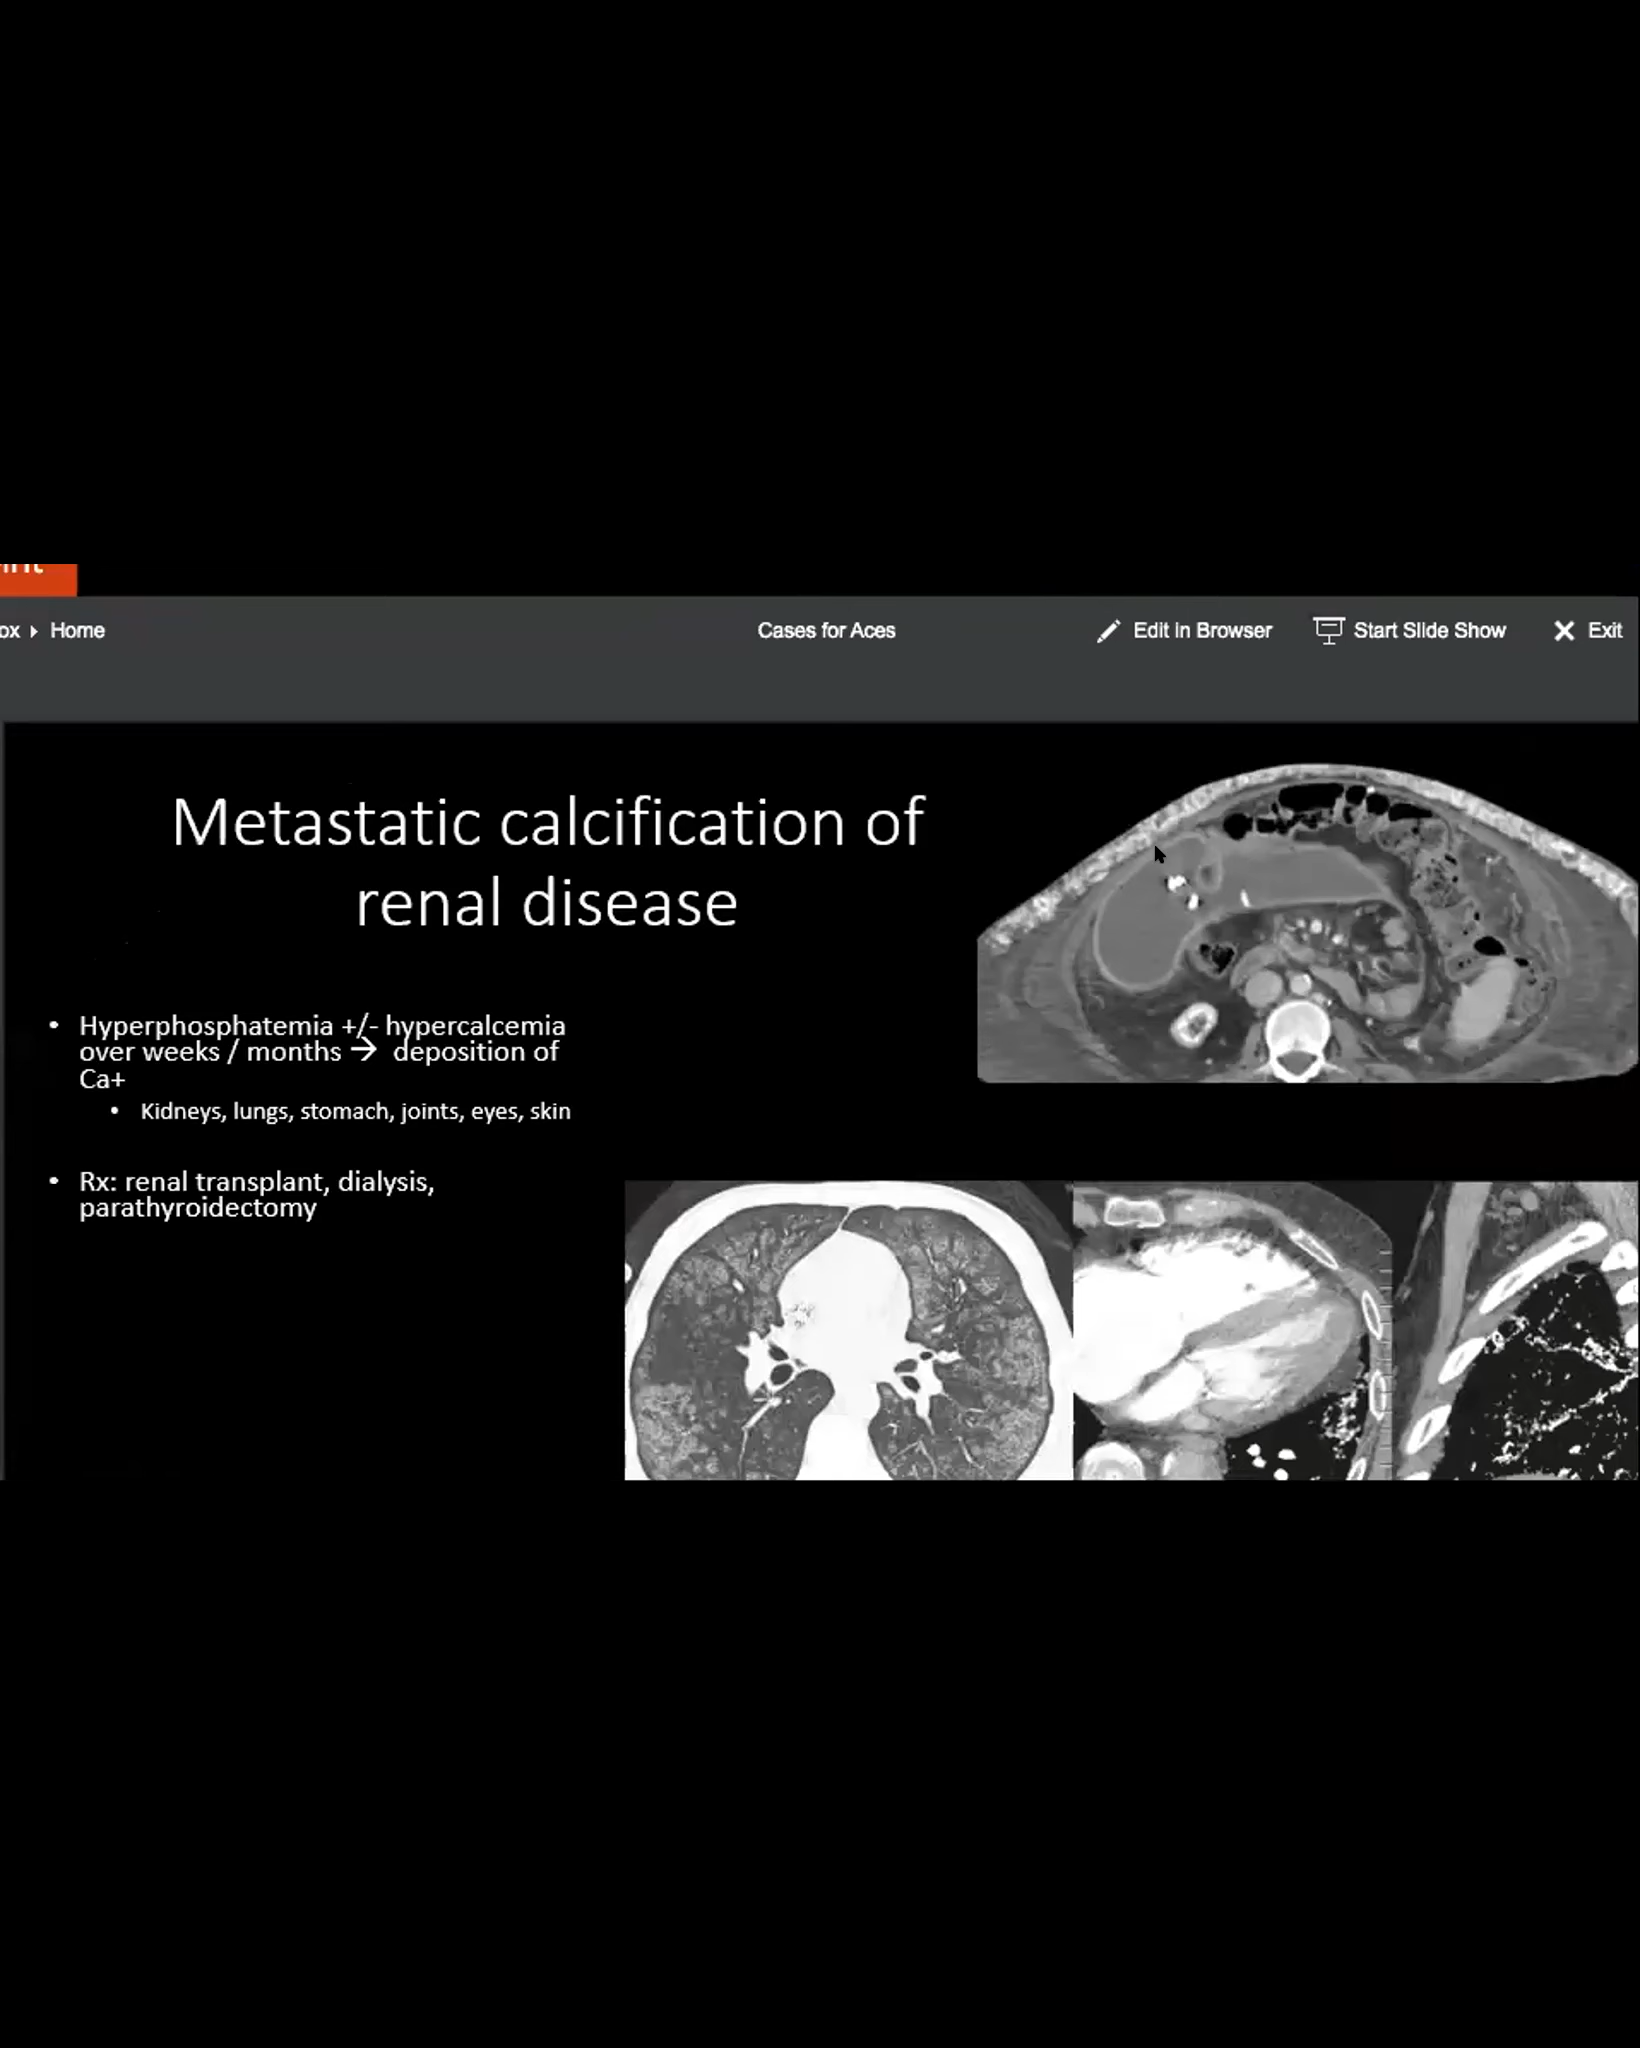 Home
Cases for Aces
Edit in Browser
Start Slide Show
Exit
Metastatic calcification of
renal disease
• Hyperphosphatemia +/- hypercalcemia
over weeks / months → deposition of
Ca+
• Kidneys, lungs, stomach, joints, eyes, skin
• Rx: renal transplant, dialysis,
parathyroidectomy